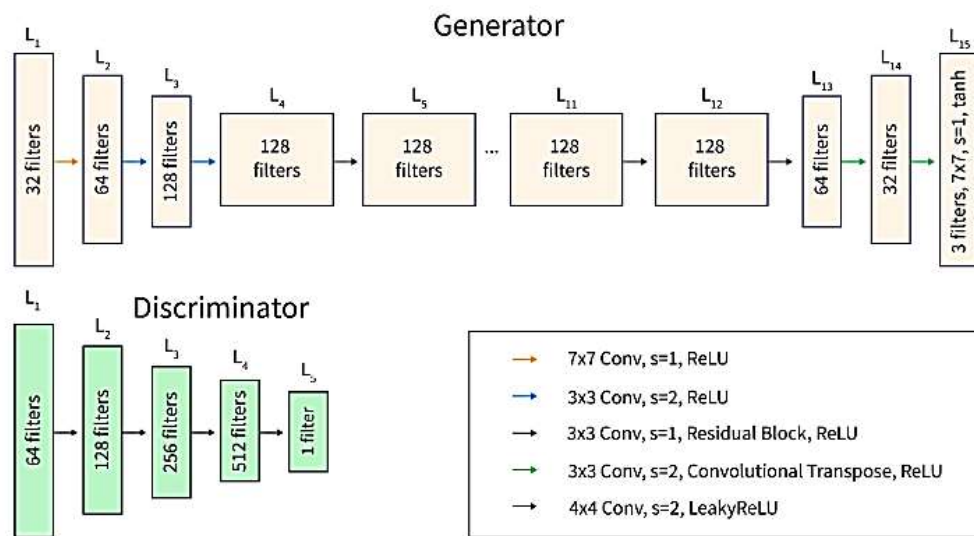 Generator
L1
L2
L3
L4
L5
L11
L12
L13
L14
L15
32 filters
64 filters
128 filters
128
filters
128
filters
...
128
filters
128
filters
64 filters
32 filters
3 filters, 7x7, s=1, tanh
Discriminator
L1
L2
L3
L4
L5
64 filters
128 filters
256 filters
512 filters
1 filter
7x7 Conv, s=1, ReLU
3x3 Conv, s=2, ReLU
3x3 Conv, s=1, Residual Block, ReLU
3x3 Conv, s=2, Convolutional Transpose, ReLU
4x4 Conv, s=2, LeakyReLU